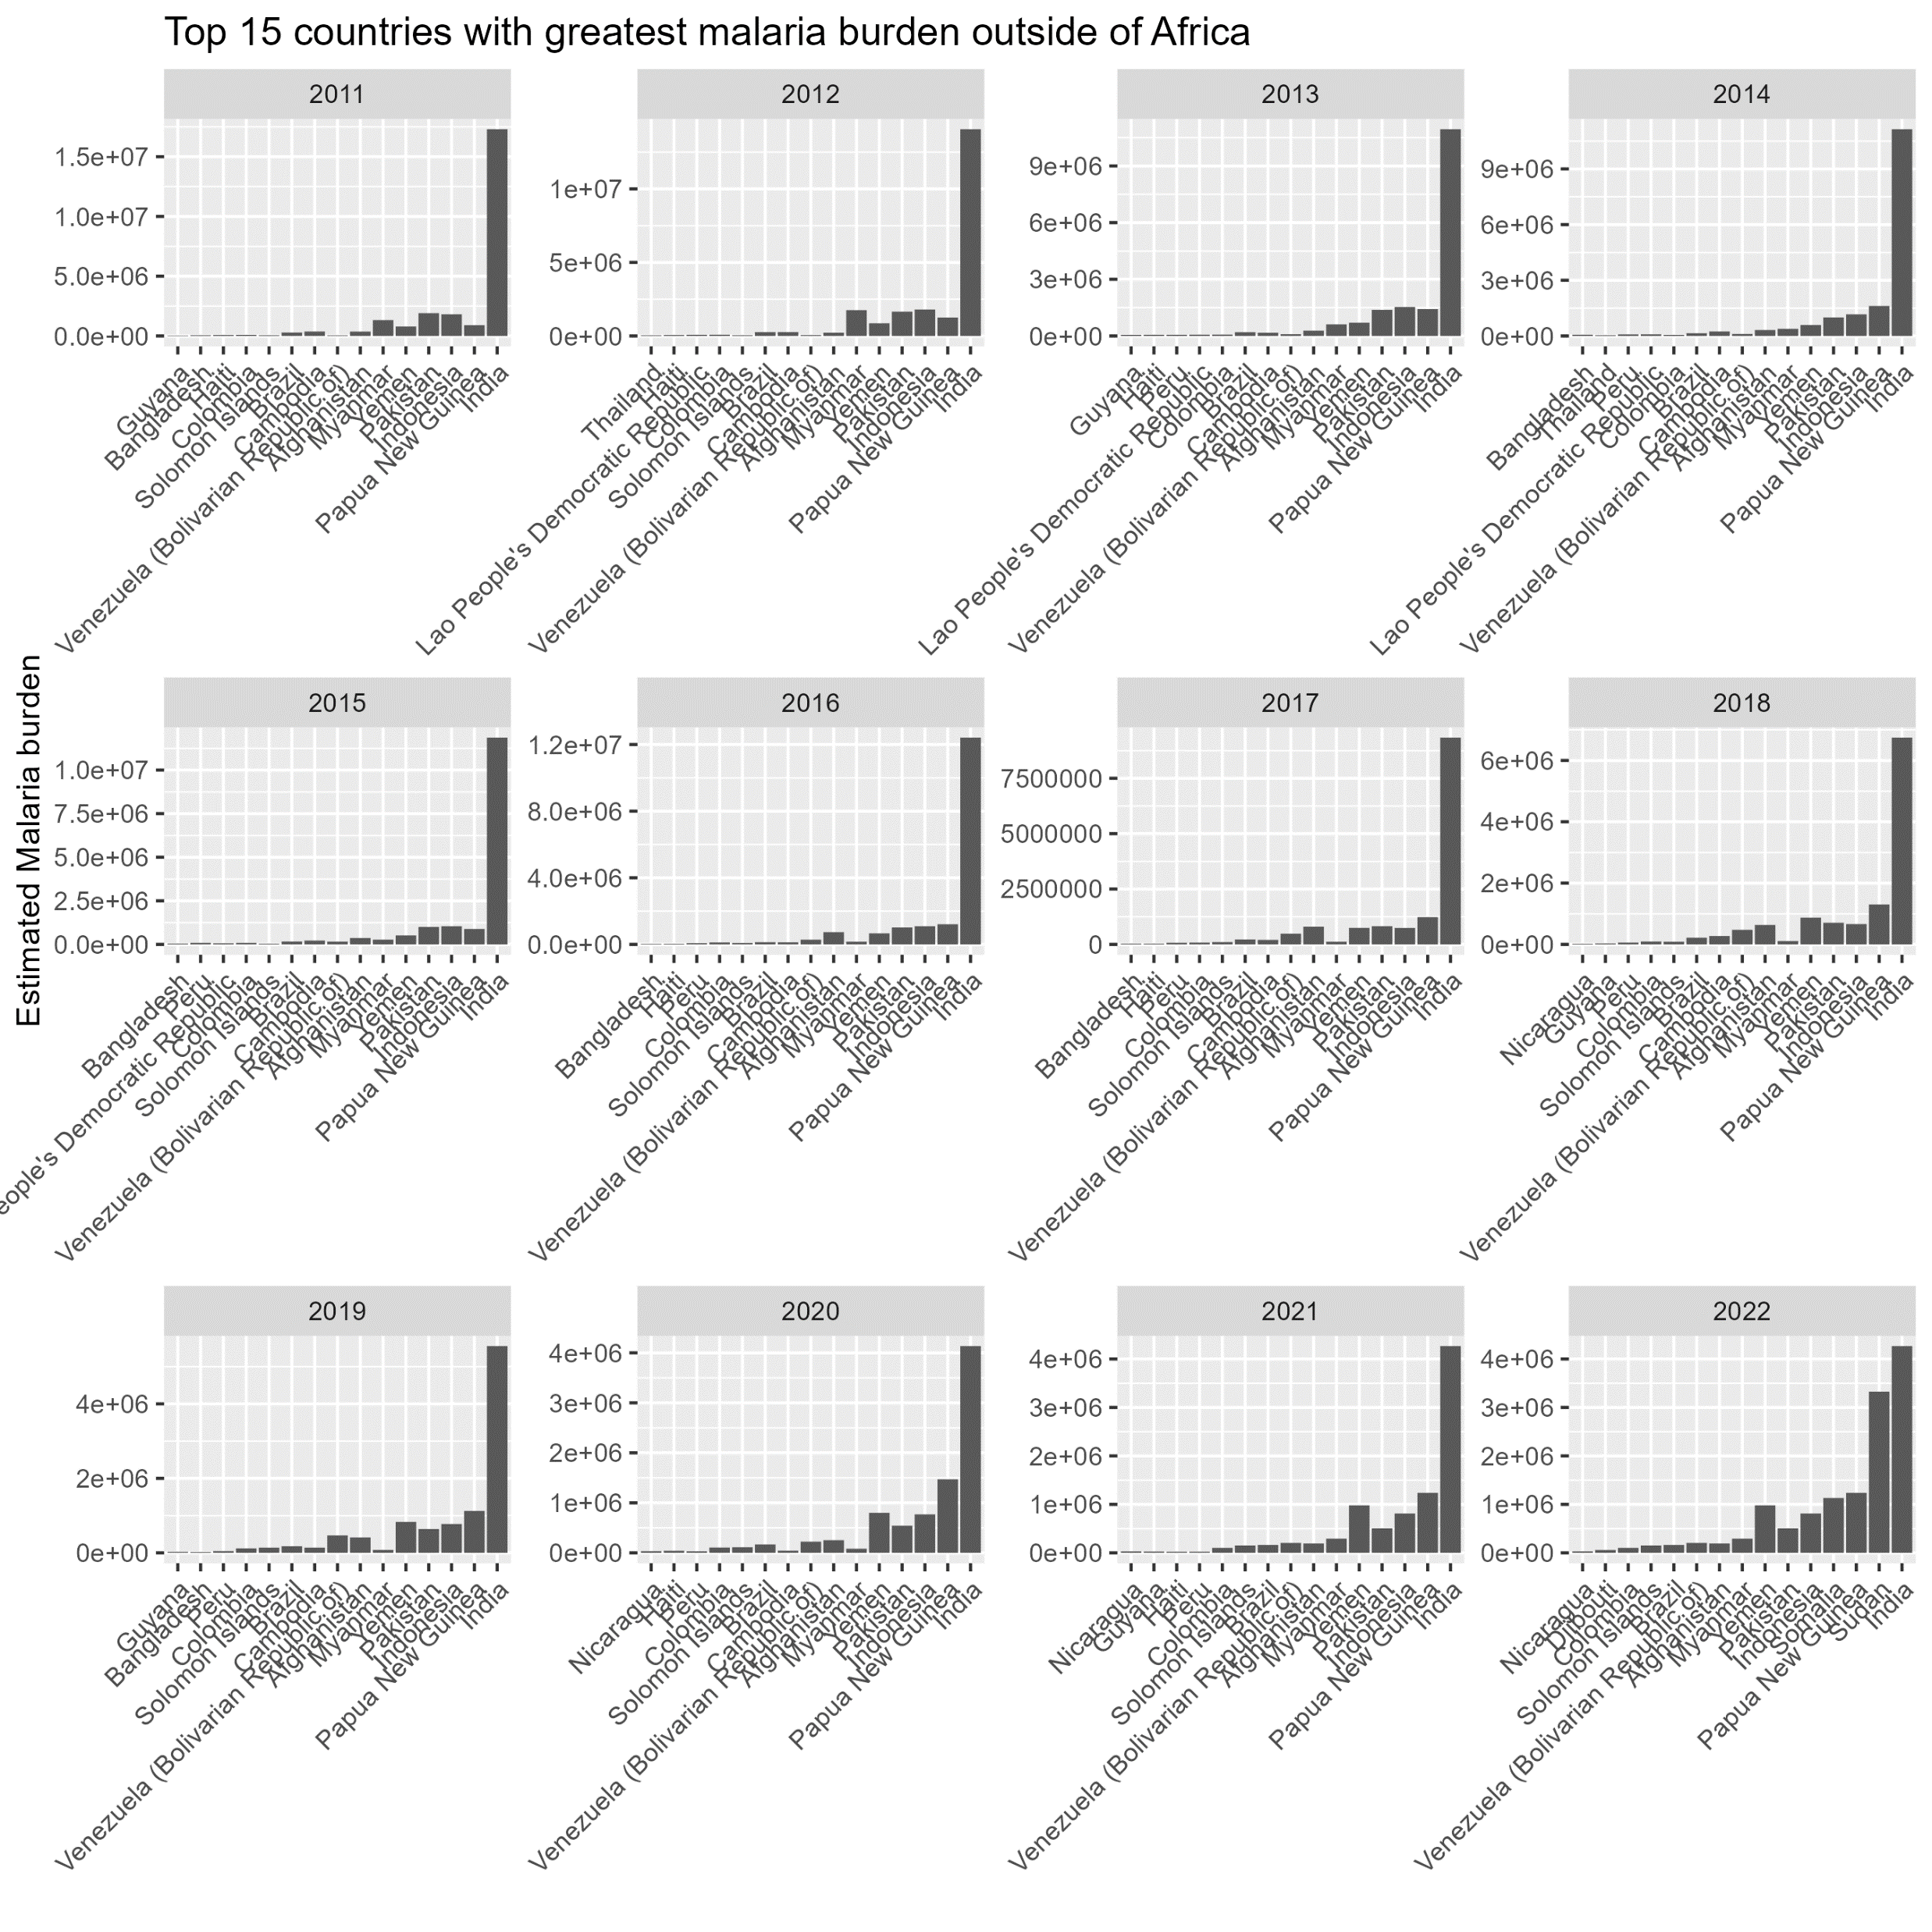 Top 15 countries with greatest malaria burden outside of Africa
Estimated Malaria burden
2011
1.5e+07
1.0e+07
5.0e+06
0.0e+00
Guyana
Bangladesh
Haiti
Colombia
Solomon Islands
Brazil
Cambodia
Venezuela (Bolivarian Republic of)
Afghanistan
Myanmar
Yemen
Pakistan
Indonesia
Papua New Guinea
India
2012
1e+07
5e+06
0e+00
Thailand
Haiti
Lao People's Democratic Republic
Colombia
Solomon Islands
Brazil
Cambodia
Venezuela (Bolivarian Republic of)
Afghanistan
Myanmar
Yemen
Pakistan
Indonesia
Papua New Guinea
India
2013
9e+06
6e+06
3e+06
0e+00
Guyana
Haiti
Peru
Lao People's Democratic Republic
Colombia
Brazil
Cambodia
Venezuela (Bolivarian Republic of)
Afghanistan
Myanmar
Yemen
Pakistan
Indonesia
Papua New Guinea
India
2014
9e+06
6e+06
3e+06
0e+00
Bangladesh
Thailand
Peru
Lao People's Democratic Republic
Colombia
Brazil
Cambodia
Venezuela (Bolivarian Republic of)
Afghanistan
Myanmar
Yemen
Pakistan
Indonesia
Papua New Guinea
India
2015
1.0e+07
7.5e+06
5.0e+06
2.5e+06
0.0e+00
Bangladesh
Peru
eople's Democratic Republic
Colombia
Solomon Islands
Brazil
Cambodia
Venezuela (Bolivarian Republic of)
Afghanistan
Myanmar
Yemen
Pakistan
Indonesia
Papua New Guinea
India
2016
1.2e+07
8.0e+06
4.0e+06
0.0e+00
Bangladesh
Haiti
Peru
Colombia
Solomon Islands
Brazil
Cambodia
Venezuela (Bolivarian Republic of)
Afghanistan
Myanmar
Yemen
Pakistan
Indonesia
Papua New Guinea
India
2017
7500000
5000000
2500000
0
Bangladesh
Haiti
Peru
Colombia
Solomon Islands
Brazil
Cambodia
Venezuela (Bolivarian Republic of)
Afghanistan
Myanmar
Yemen
Pakistan
Indonesia
Papua New Guinea
India
2018
6e+06
4e+06
2e+06
0e+00
Nicaragua
Guyana
Peru
Colombia
Solomon Islands
Brazil
Cambodia
Venezuela (Bolivarian Republic of)
Afghanistan
Myanmar
Yemen
Pakistan
Indonesia
Papua New Guinea
India
2019
4e+06
2e+06
0e+00
Guyana
Bangladesh
Peru
Colombia
Solomon Islands
Brazil
Cambodia
Venezuela (Bolivarian Republic of)
Afghanistan
Myanmar
Yemen
Pakistan
Indonesia
Papua New Guinea
India
2020
4e+06
3e+06
2e+06
1e+06
0e+00
Nicaragua
Haiti
Peru
Colombia
Solomon Islands
Brazil
Cambodia
Venezuela (Bolivarian Republic of)
Afghanistan
Myanmar
Yemen
Pakistan
Indonesia
Papua New Guinea
India
2021
4e+06
3e+06
2e+06
1e+06
0e+00
Nicaragua
Guyana
Haiti
Peru
Colombia
Solomon Islands
Brazil
Venezuela (Bolivarian Republic of)
Afghanistan
Myanmar
Yemen
Pakistan
Indonesia
Papua New Guinea
India
2022
4e+06
3e+06
2e+06
1e+06
0e+00
Nicaragua
Djibouti
Colombia
Solomon Islands
Brazil
Venezuela (Bolivarian Republic of)
Afghanistan
Myanmar
Yemen
Pakistan
Indonesia
Somalia
Papua New Guinea
Sudan
India